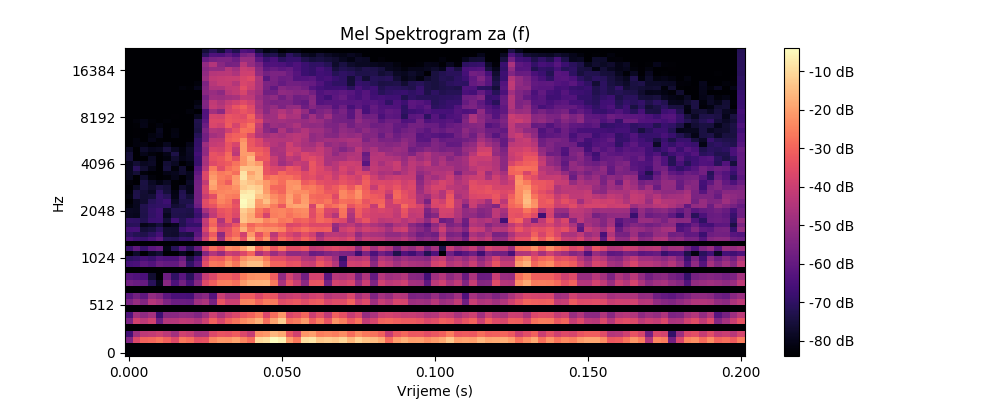 Mel Spektrogram za (f)
Hz
16384
8192
4096
2048
1024
512
0
0.000 0.050 0.100 0.150 0.200
Vrijeme (s)
-10 dB
-20 dB
-30 dB
-40 dB
-50 dB
-60 dB
-70 dB
-80 dB